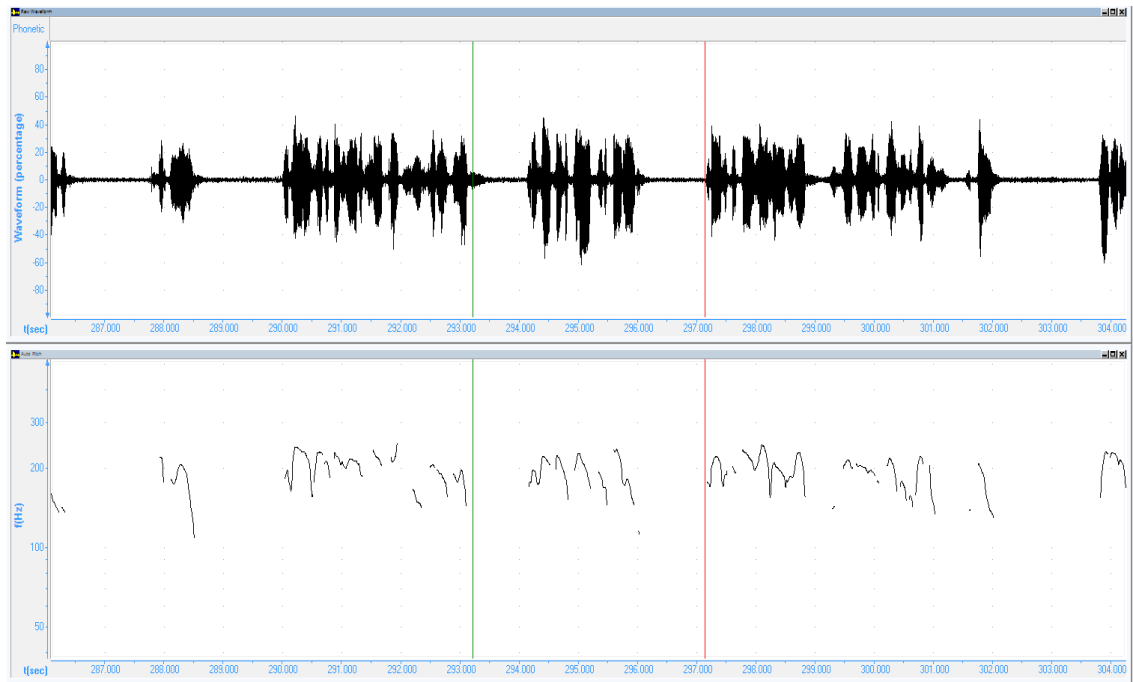 Raw Waveform
Phonetic
Waveform (percentage)
80
60
40
20
0
-20
-40
-60
-80
t(sec) 287.000 288.000 289.000 290.000 291.000 292.000 293.000 294.000 295.000 296.000 297.000 298.000 299.000 300.000 301.000 302.000 303.000 304.000
Auto Pitch
f(Hz)
300
200
100
50
t(sec) 287.000 288.000 289.000 290.000 291.000 292.000 293.000 294.000 295.000 296.000 297.000 298.000 299.000 300.000 301.000 302.000 303.000 304.000